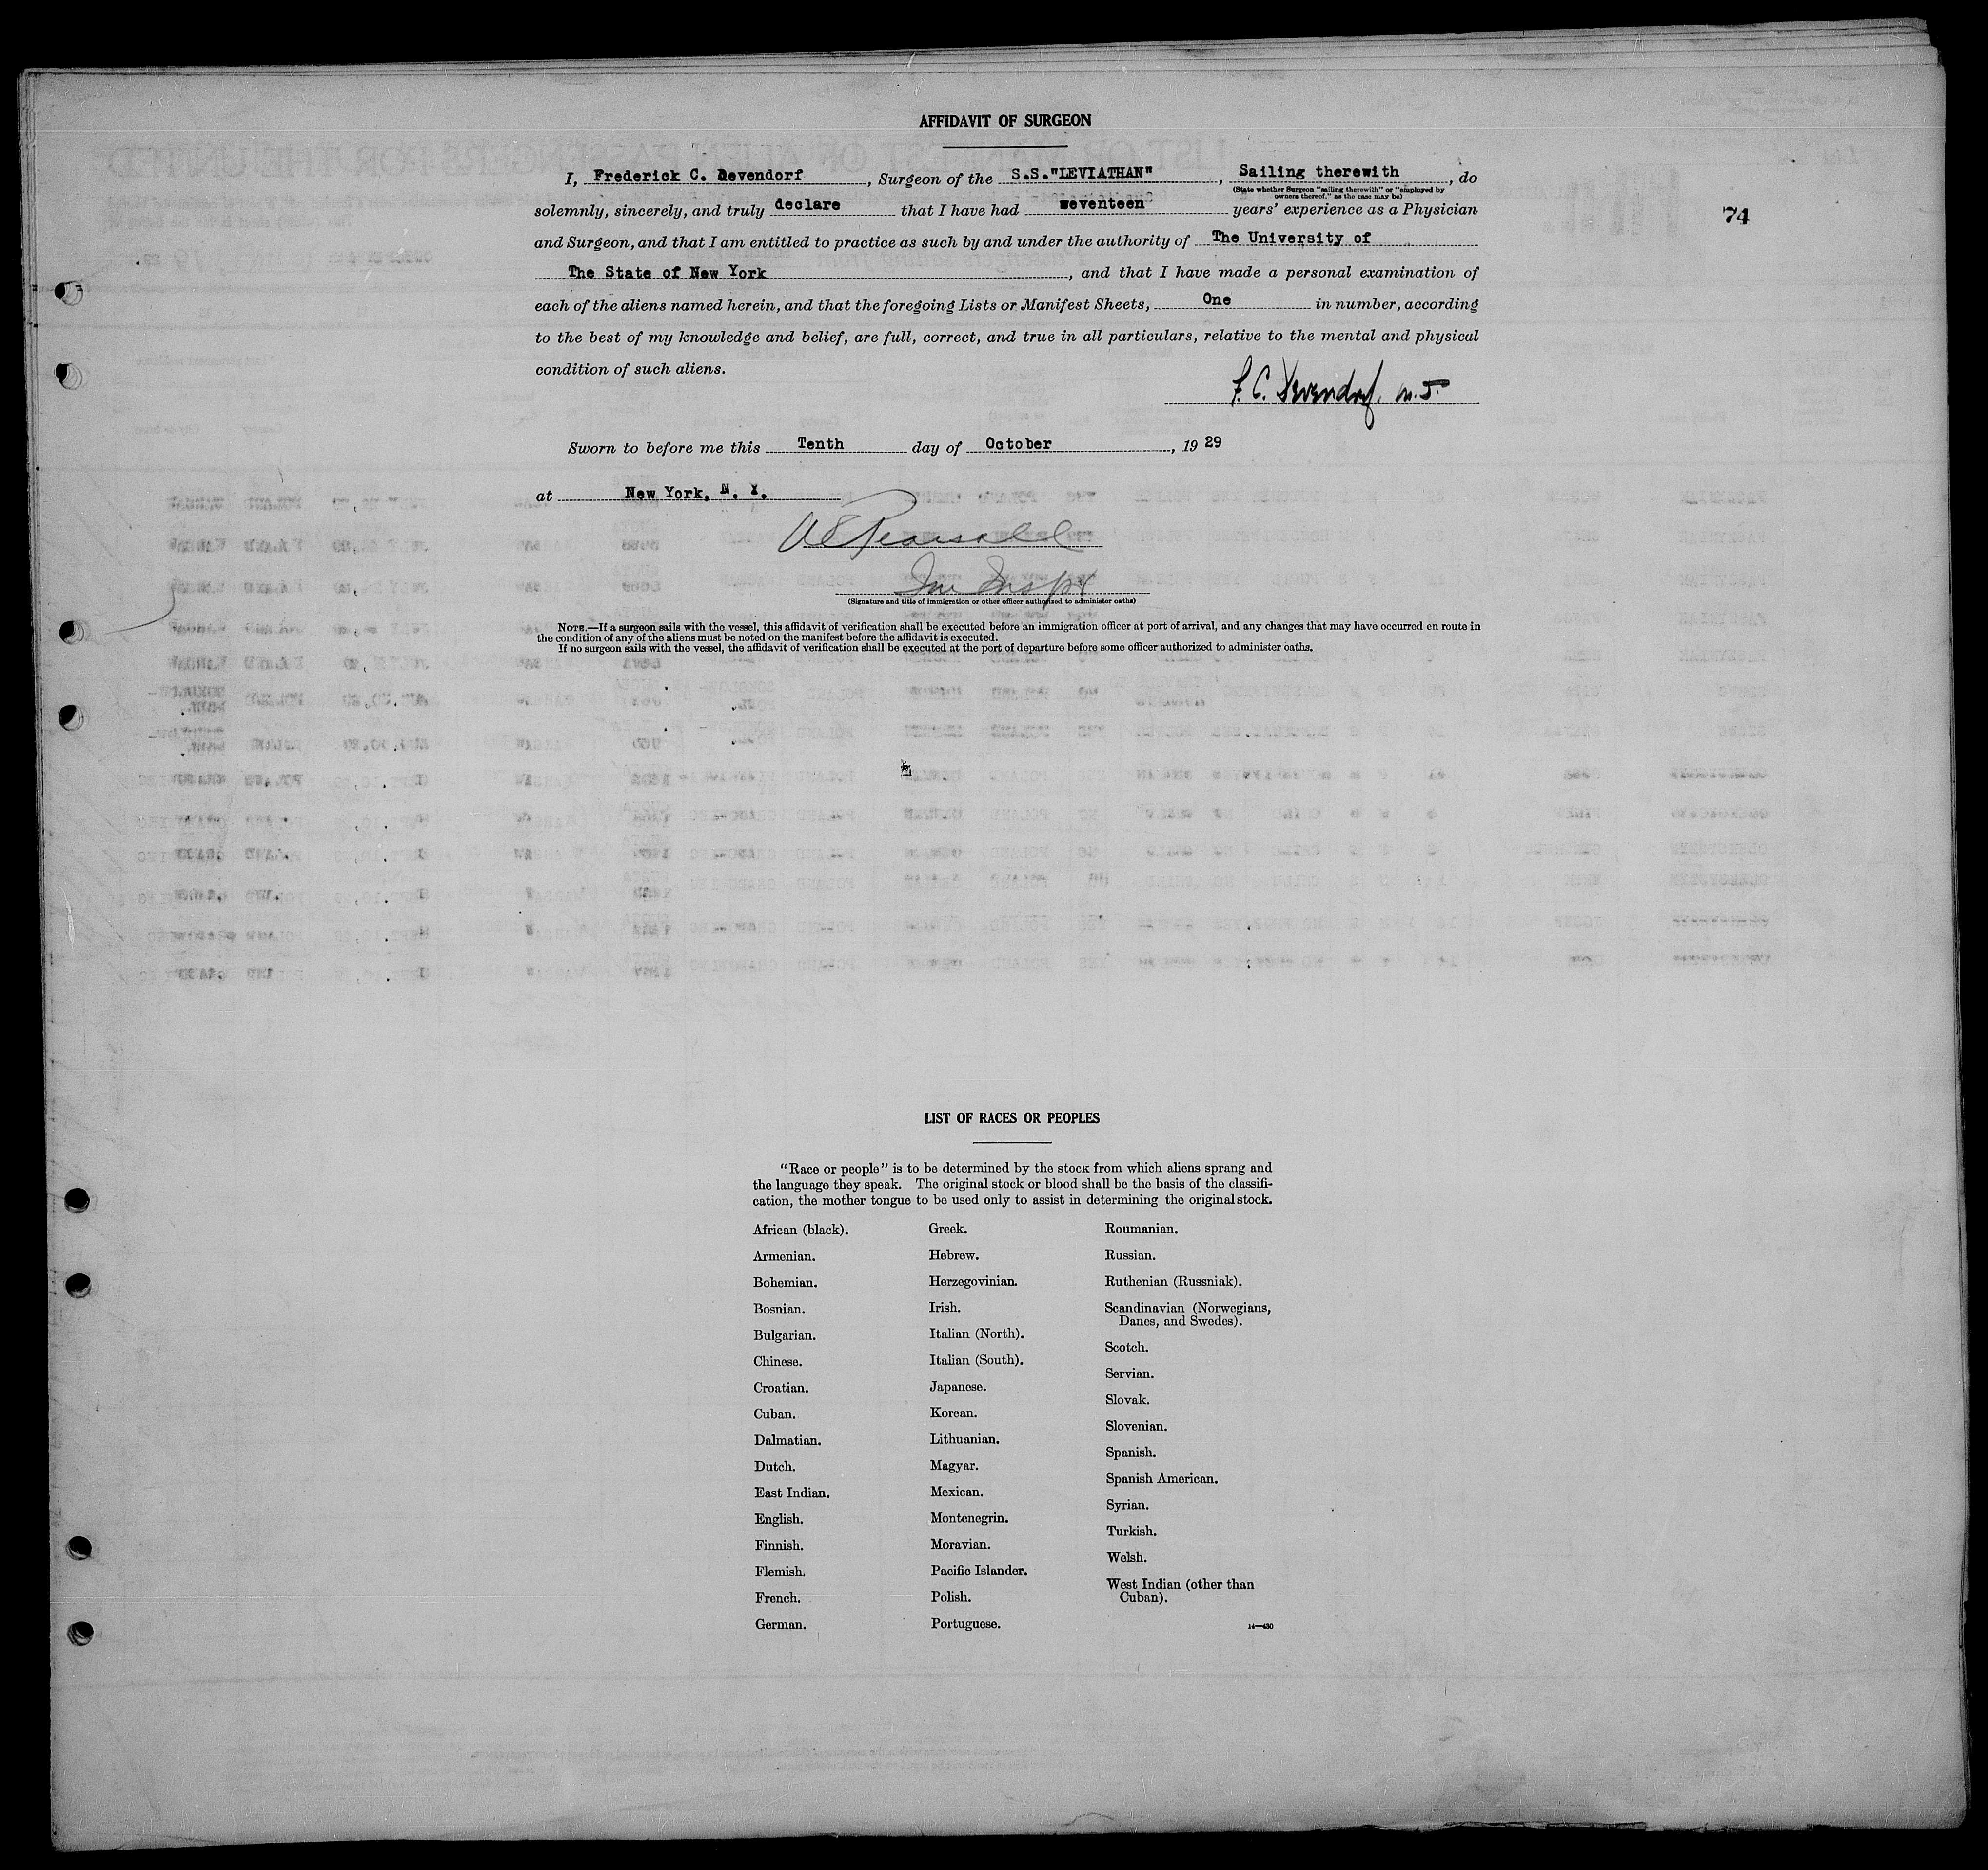 AFFIDAVIT OF SURGEON
I, Frederick C. Devendorf, Surgeon of the S.S."LEVIATHAN", Sailing therewith, do
(State whether Surgeon "sailing therewith" or "employed by
owners thereof," as the case may be)
solemnly, sincerely, and truly declare that I have had seventeen years' experience as a Physician
74
and Surgeon, and that I am entitled to practice as such by and under the authority of The University of
The State of New York, and that I have made a personal examination of
each of the aliens named herein, and that the foregoing Lists or Manifest Sheets, One in number, according
to the best of my knowledge and belief, are full, correct, and true in all particulars, relative to the mental and physical
condition of such aliens.
F. C. Devendorf. M.D.
Sworn to before me this Tenth day of October, 1929
at New York, N. Y.
Pearsall
Im Inspr
(Signature and title of immigration or other officer authorized to administer oaths)
NOTE.—If a surgeon sails with the vessel, this affidavit of verification shall be executed before an immigration officer at port of arrival, and any changes that may have occurred en route in
the condition of any of the aliens must be noted on the manifest before the affidavit is executed.
If no surgeon sails with the vessel, the affidavit of verification shall be executed at the port of departure before some officer authorized to administer oaths.
LIST OF RACES OR PEOPLES
"Race or people" is to be determined by the stock from which aliens sprang and
the language they speak. The original stock or blood shall be the basis of the classifi-
cation, the mother tongue to be used only to assist in determining the original stock.
African (black).
Armenian.
Bohemian.
Bosnian.
Bulgarian.
Chinese.
Croatian.
Cuban.
Dalmatian.
Dutch.
East Indian.
English.
Finnish.
Flemish.
French.
German.
Greek.
Hebrew.
Herzegovinian.
Irish.
Italian (North).
Italian (South).
Japanese.
Korean.
Lithuanian.
Magyar.
Mexican.
Montenegrin.
Moravian.
Pacific Islander.
Polish.
Portuguese.
Roumanian.
Russian.
Ruthenian (Russniak).
Scandinavian (Norwegians,
Danes, and Swedes).
Scotch.
Servian.
Slovak.
Slovenian.
Spanish.
Spanish American.
Syrian.
Turkish.
Welsh.
West Indian (other than
Cuban).
14—430